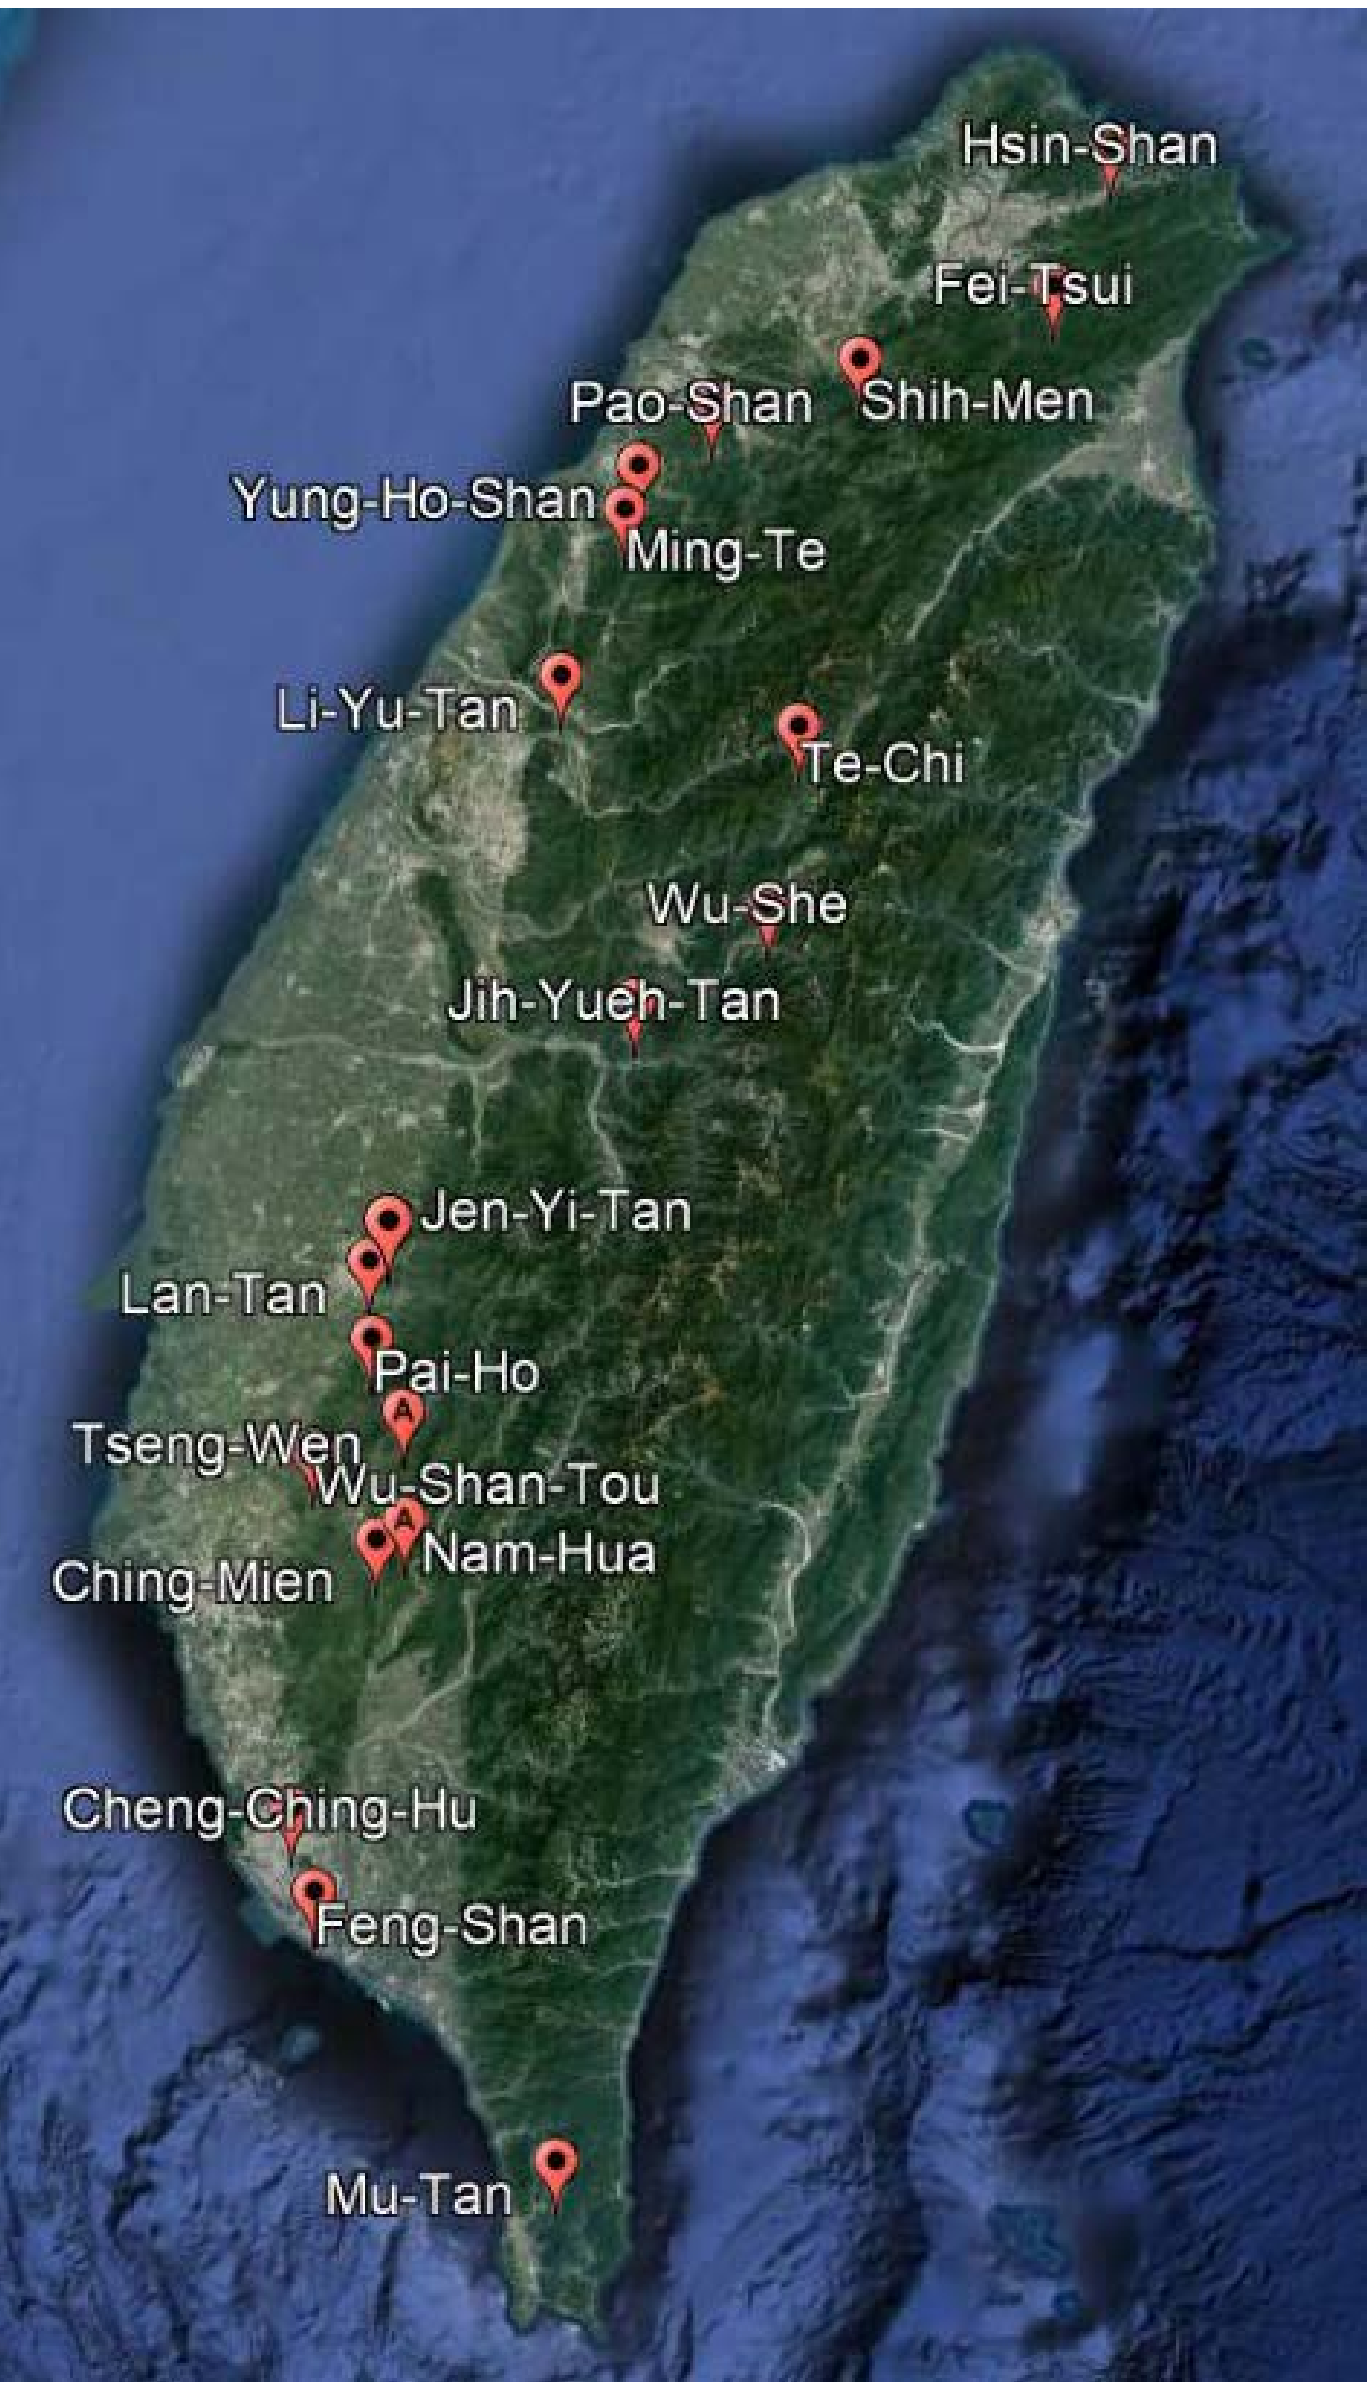 Hsin-Shan
Fei-Tsui
Pao-Shan
Shih-Men
Yung-Ho-Shan
Ming-Te
Li-Yu-Tan
Te-Chi
Wu-She
Jih-Yueh-Tan
Jen-Yi-Tan
Lan-Tan
Pai-Ho
A
Tseng-Wen
Wu-Shan-Tou
A
Nam-Hua
Ching-Mien
Cheng-Ching-Hu
Feng-Shan
Mu-Tan